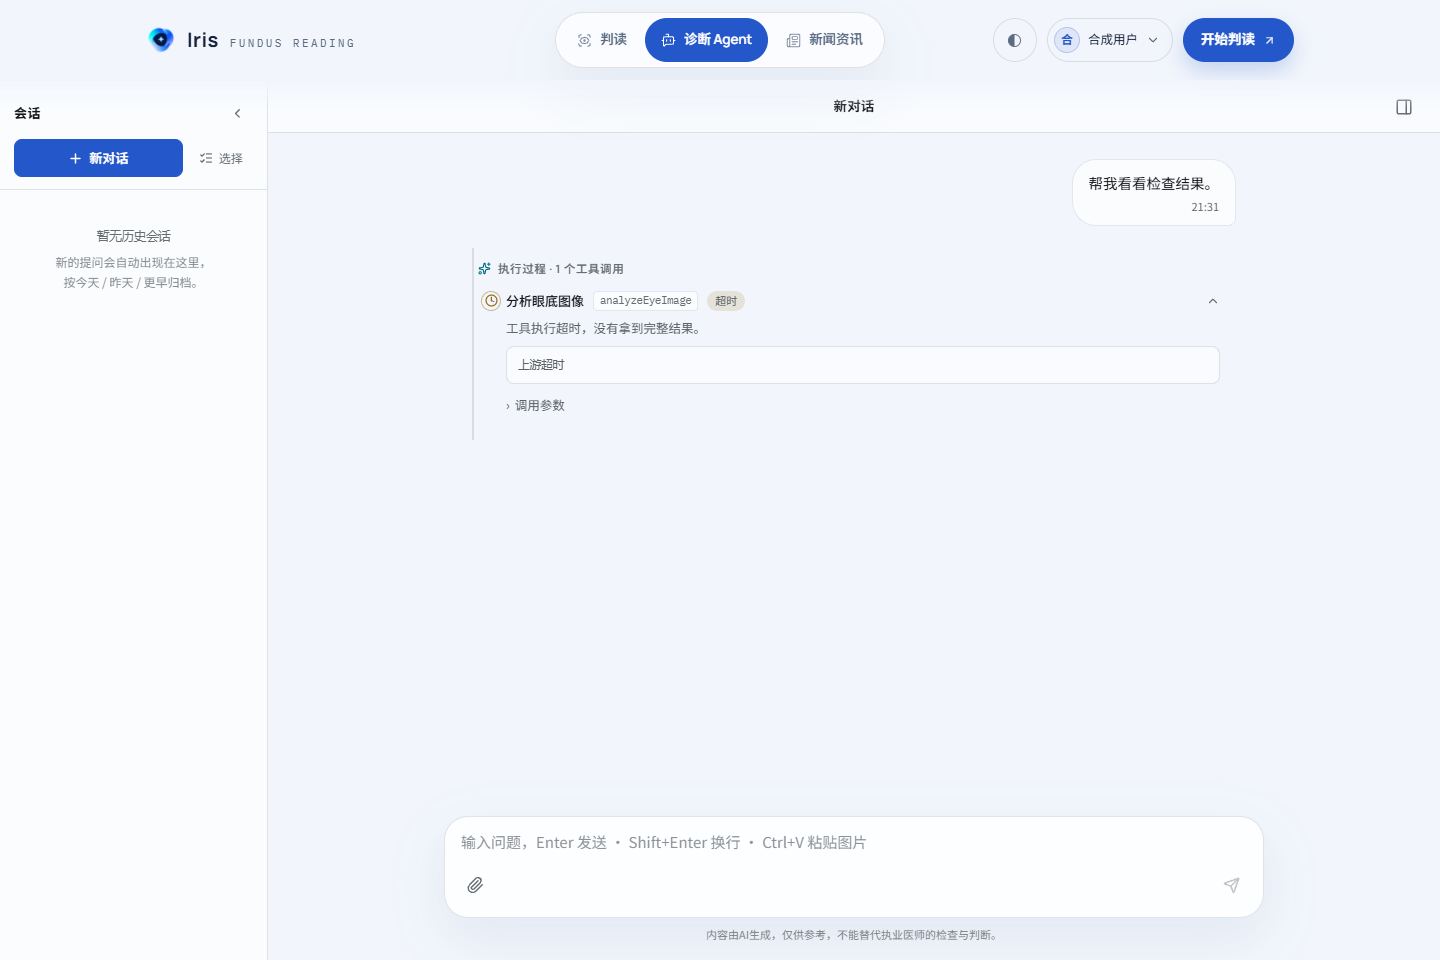 Iris FUNDUS READING
判读
诊断 Agent
新闻资讯
合 合成用户
开始判读
会话
新对话
选择
暂无历史会话
新的提问会自动出现在这里，
按今天 / 昨天 / 更早归档。
新对话
帮我看看检查结果。
21:31
执行过程 · 1 个工具调用
分析眼底图像 analyzeEyeImage 超时
工具执行超时，没有拿到完整结果。
上游超时
› 调用参数
输入问题，Enter 发送 · Shift+Enter 换行 · Ctrl+V 粘贴图片
内容由AI生成，仅供参考，不能替代执业医师的检查与判断。